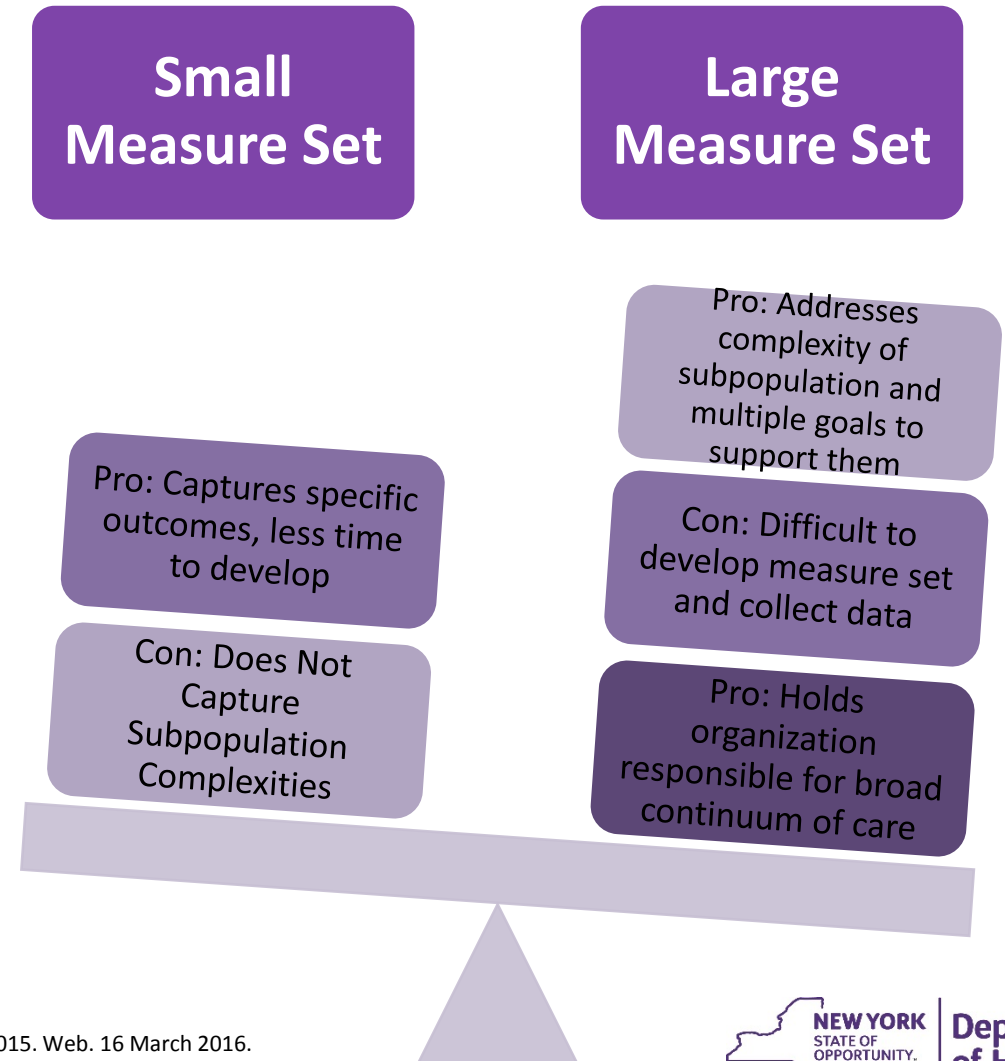 Small
Measure Set
Large
Measure Set
Pro: Captures specific
outcomes, less time
to develop
Con: Does Not
Capture
Subpopulation
Complexities
Pro: Addresses
complexity of
subpopulation and
multiple goals to
support them
Con: Difficult to
develop measure set
and collect data
Pro: Holds
organization
responsible for broad
continuum of care
015. Web. 16 March 2016.
NEW YORK
STATE OF
OPPORTUNITY.
Dep
of H